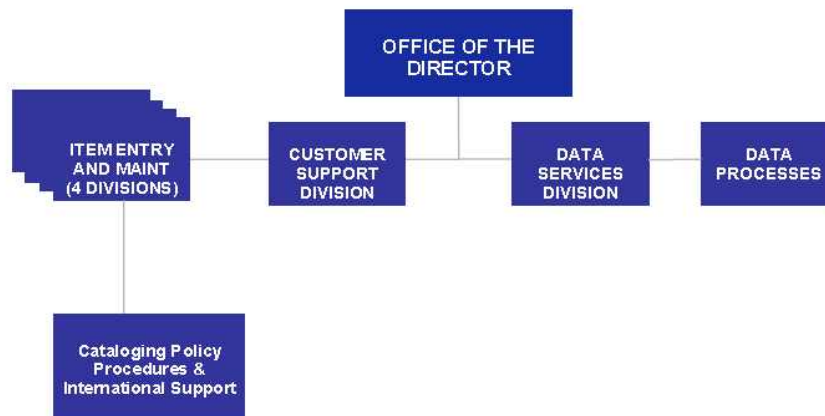 OFFICE OF THE
DIRECTOR
ITEM ENTRY
AND MAINT
(4 DIVISIONS)
CUSTOMER
SUPPORT
DIVISION
DATA
SERVICES
DIVISION
DATA
PROCESSES
Cataloging Policy
Procedures &
International Support